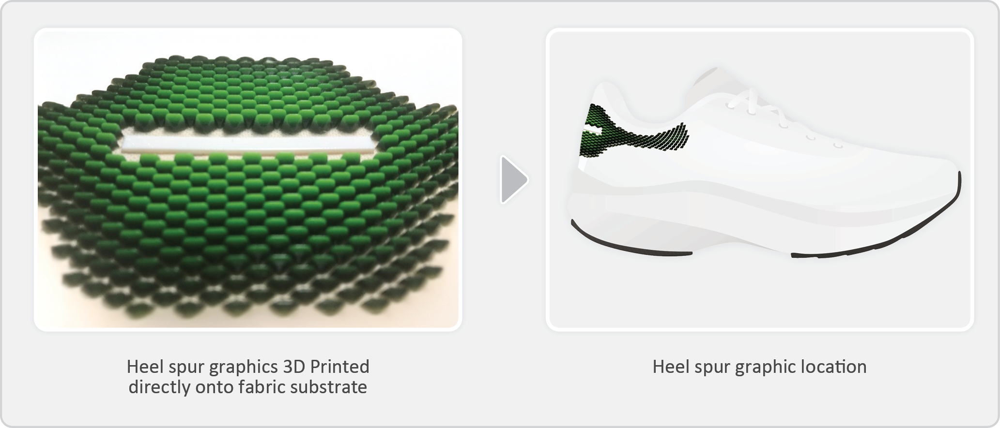 Heel spur graphics 3D Printed
directly onto fabric substrate
Heel spur graphic location